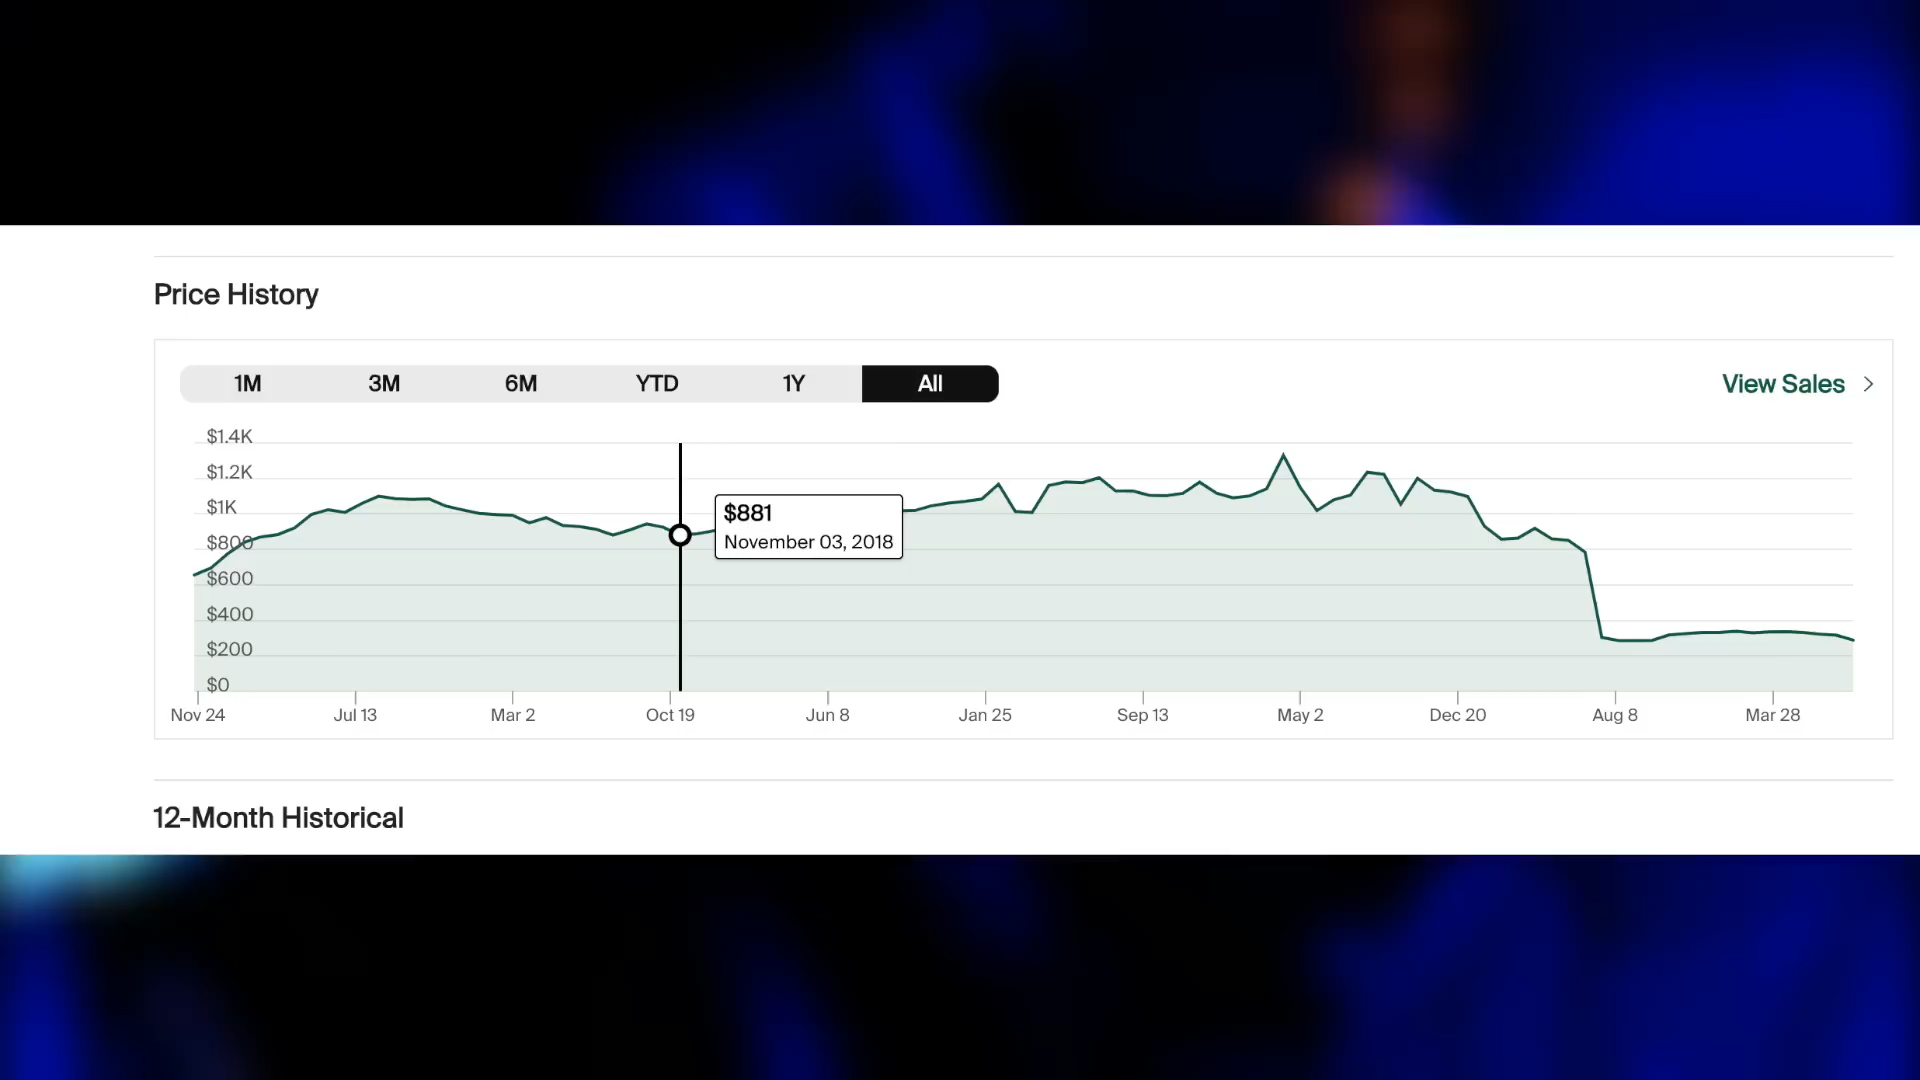 Price History
1M 3M 6M YTD 1Y All
View Sales
$1.4K
$1.2K
$1K
$800
$600
$400
$200
$0
$881
November 03, 2018
Nov 24 Jul 13 Mar 2 Oct 19 Jun 8 Jan 25 Sep 13 May 2 Dec 20 Aug 8 Mar 28
12-Month Historical